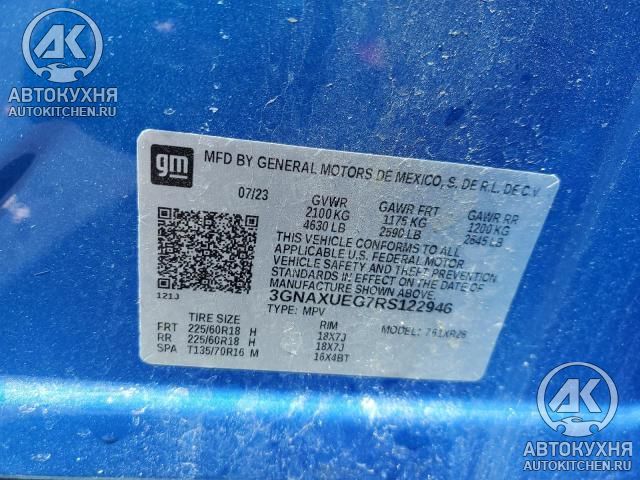 АК
АВТОКУХНЯ
AUTOKITCHEN.RU
gm MFD BY GENERAL MOTORS DE MEXICO, S. DE R.L. DE C.V.
07/23 GVWR GAWR FRT GAWR RR
2100 KG 1175 KG 1200 KG
4630 LB 2590 LB 2645 LB
THIS VEHICLE CONFORMS TO ALL
APPLICABLE U.S. FEDERAL MOTOR
VEHICLE SAFETY STANDARDS IN
EFFECT ON THE DATE OF
MANUFACTURE SHOWN ABOVE.
121J 3GNAXUEG7RS122946
TYPE: MPV MODEL:
TIRE SIZE RIM
FRT 225/60R18 H 18X7J
RR 225/60R18 H 18X7J
SPA T135/70R16 M 16X4BT
АК
АВТОКУХНЯ
AUTOKITCHEN.RU